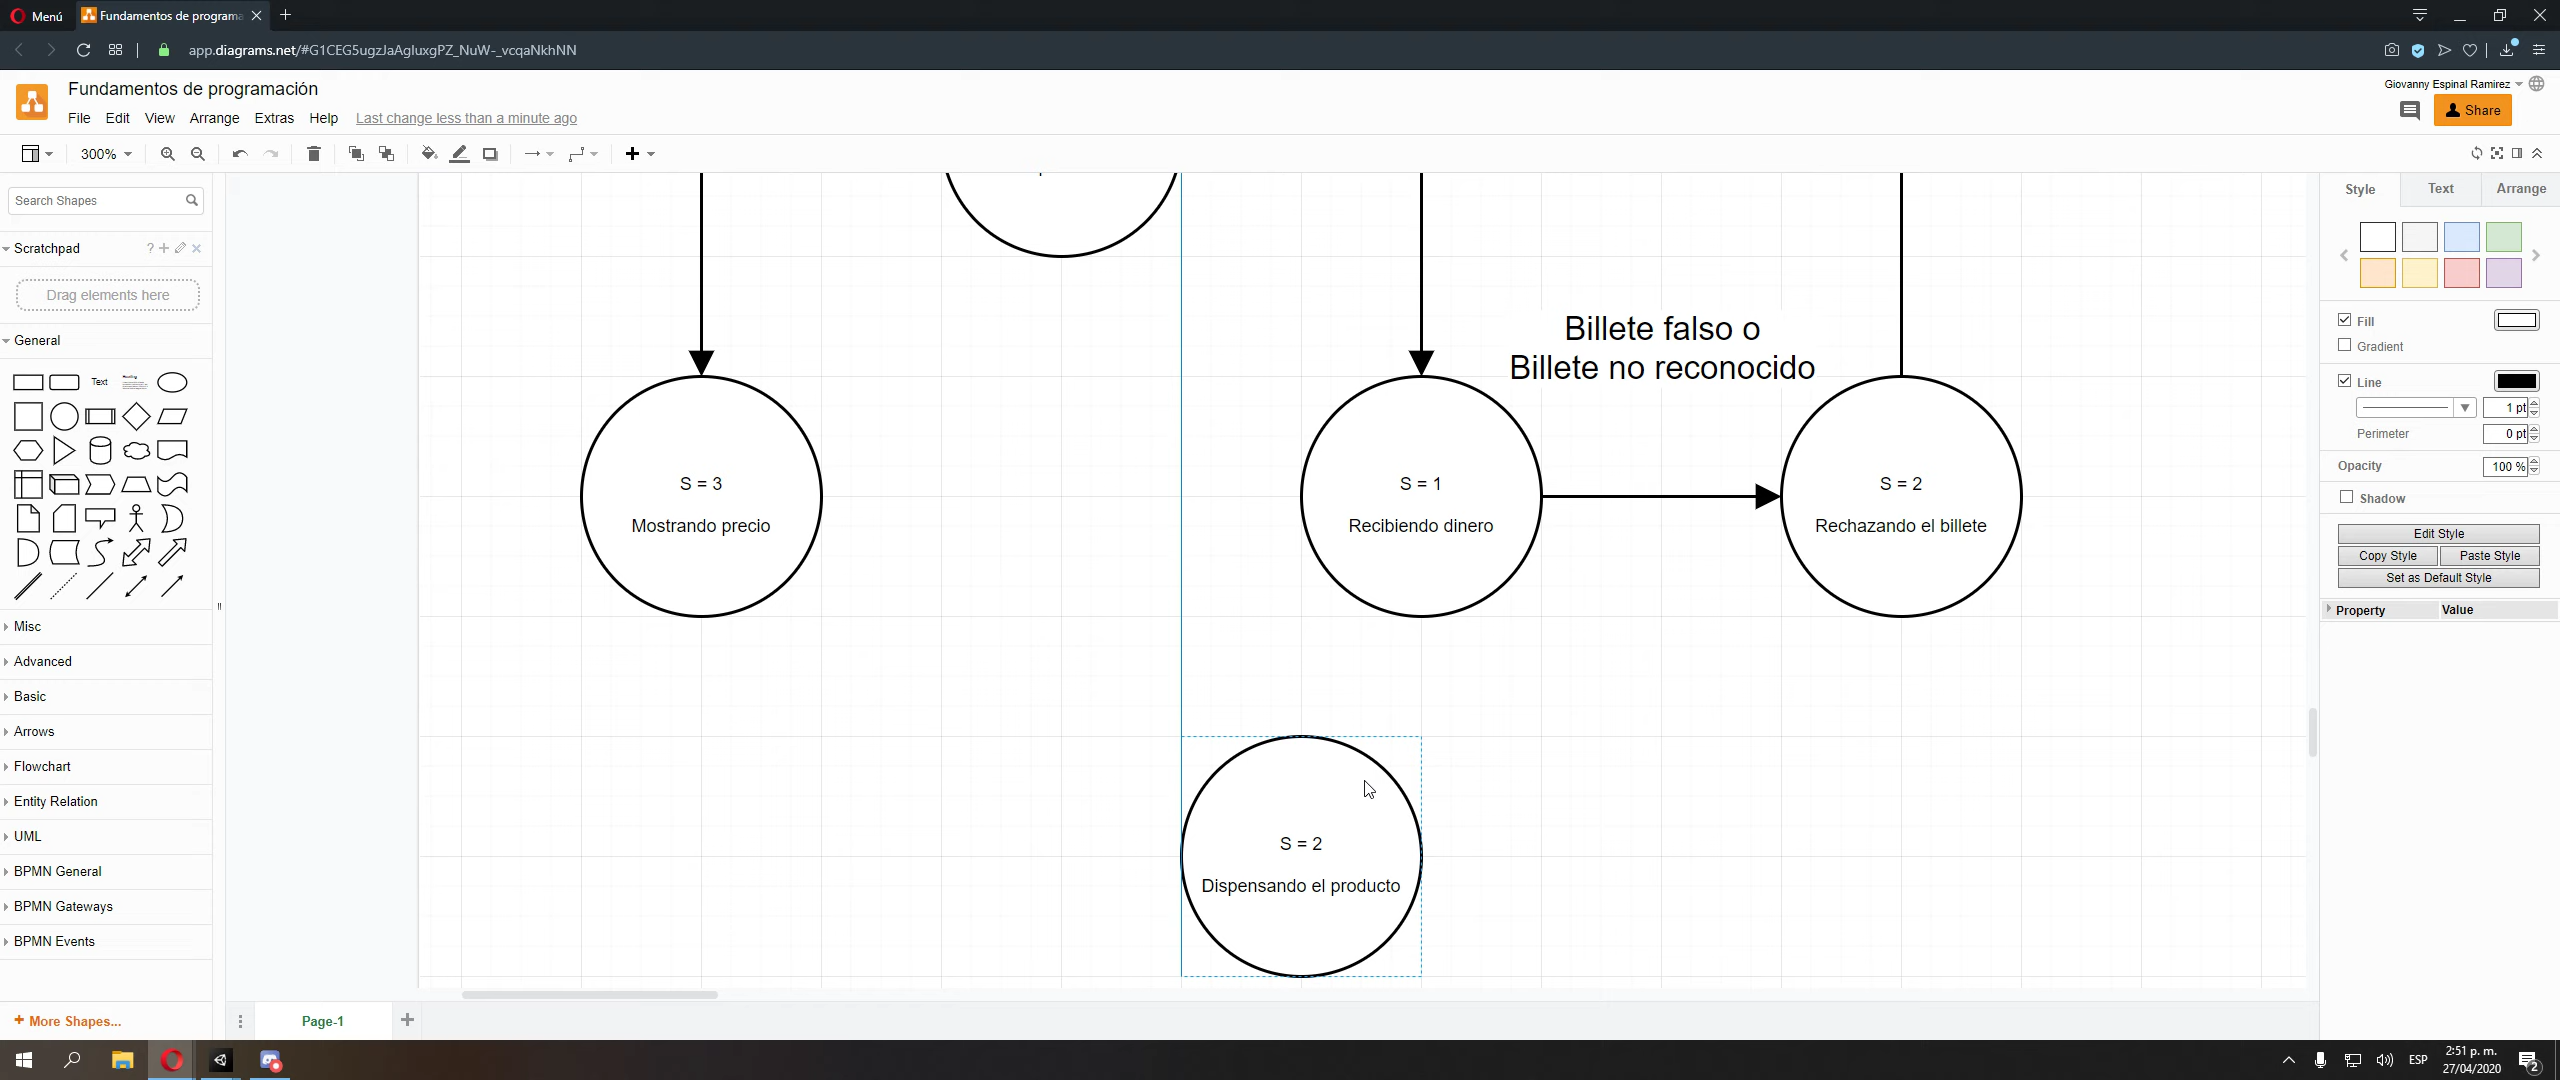 Menú
Fundamentos de programa
app.diagrams.net/#G1CEG5ugzJaAgluxgPZ_NuW-_vcqaNkhNN
Fundamentos de programación
Giovanny Espinal Ramirez
File Edit View Arrange Extras Help Last change less than a minute ago
Share
300%
Search Shapes
Style Text Arrange
Scratchpad
?
Drag elements here
General
Text
Heading
Fill
Gradient
Line
1 pt
Perimeter
0 pt
Opacity
100 %
Shadow
Edit Style
Copy Style Paste Style
Set as Default Style
Property Value
Misc
Advanced
Basic
Arrows
Flowchart
Entity Relation
UML
BPMN General
BPMN Gateways
BPMN Events
+ More Shapes...
Billete falso o
Billete no reconocido
S = 3
Mostrando precio
S = 1
Recibiendo dinero
S = 2
Rechazando el billete
S = 2
Dispensando el producto
Page-1
ESP
2:51 p. m.
27/04/2020
2